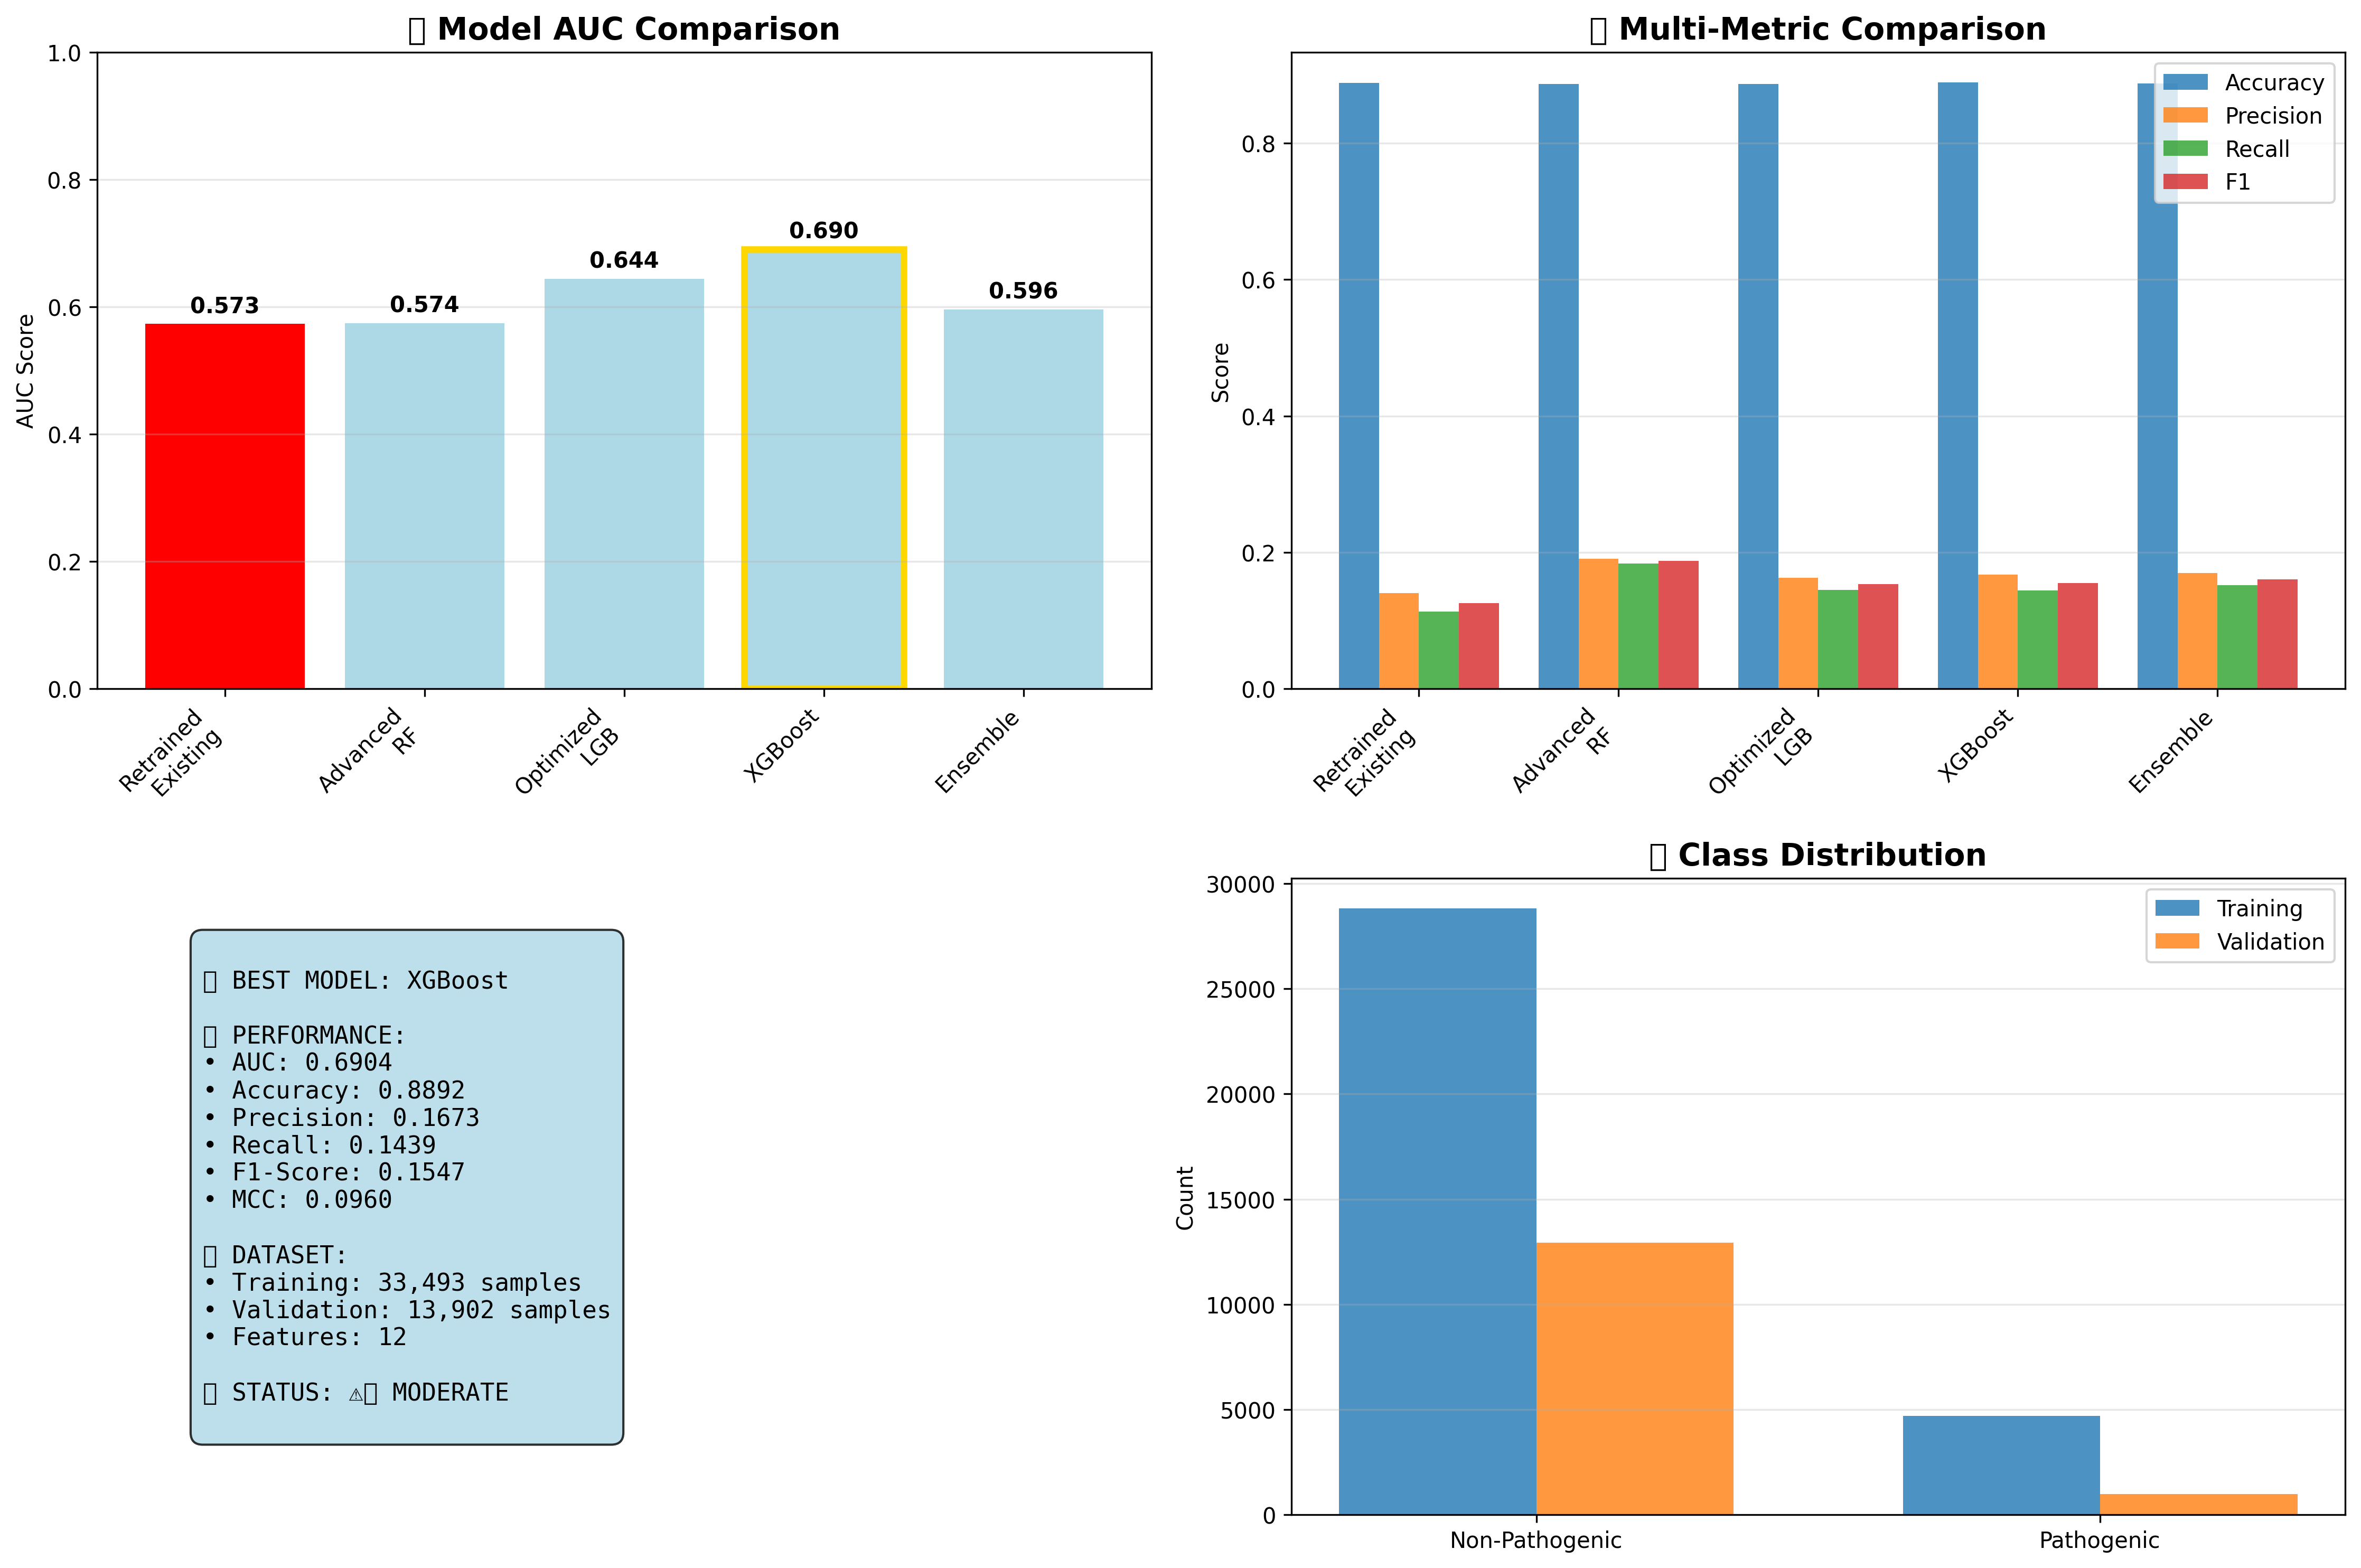 Model AUC Comparison
AUC Score
1.0
0.8
0.6
0.4
0.2
0.0
0.573
0.574
0.644
0.690
0.596
Retrained
Existing
Advanced
RF
Optimized
LGB
XGBoost
Ensemble
Multi-Metric Comparison
Score
0.8
0.6
0.4
0.2
0.0
Accuracy
Precision
Recall
F1
Retrained
Existing
Advanced
RF
Optimized
LGB
XGBoost
Ensemble
BEST MODEL: XGBoost
PERFORMANCE:
• AUC: 0.6904
• Accuracy: 0.8892
• Precision: 0.1673
• Recall: 0.1439
• F1-Score: 0.1547
• MCC: 0.0960
DATASET:
• Training: 33,493 samples
• Validation: 13,902 samples
• Features: 12
STATUS: ⚠ MODERATE
Class Distribution
Count
30000
25000
20000
15000
10000
5000
0
Training
Validation
Non-Pathogenic
Pathogenic